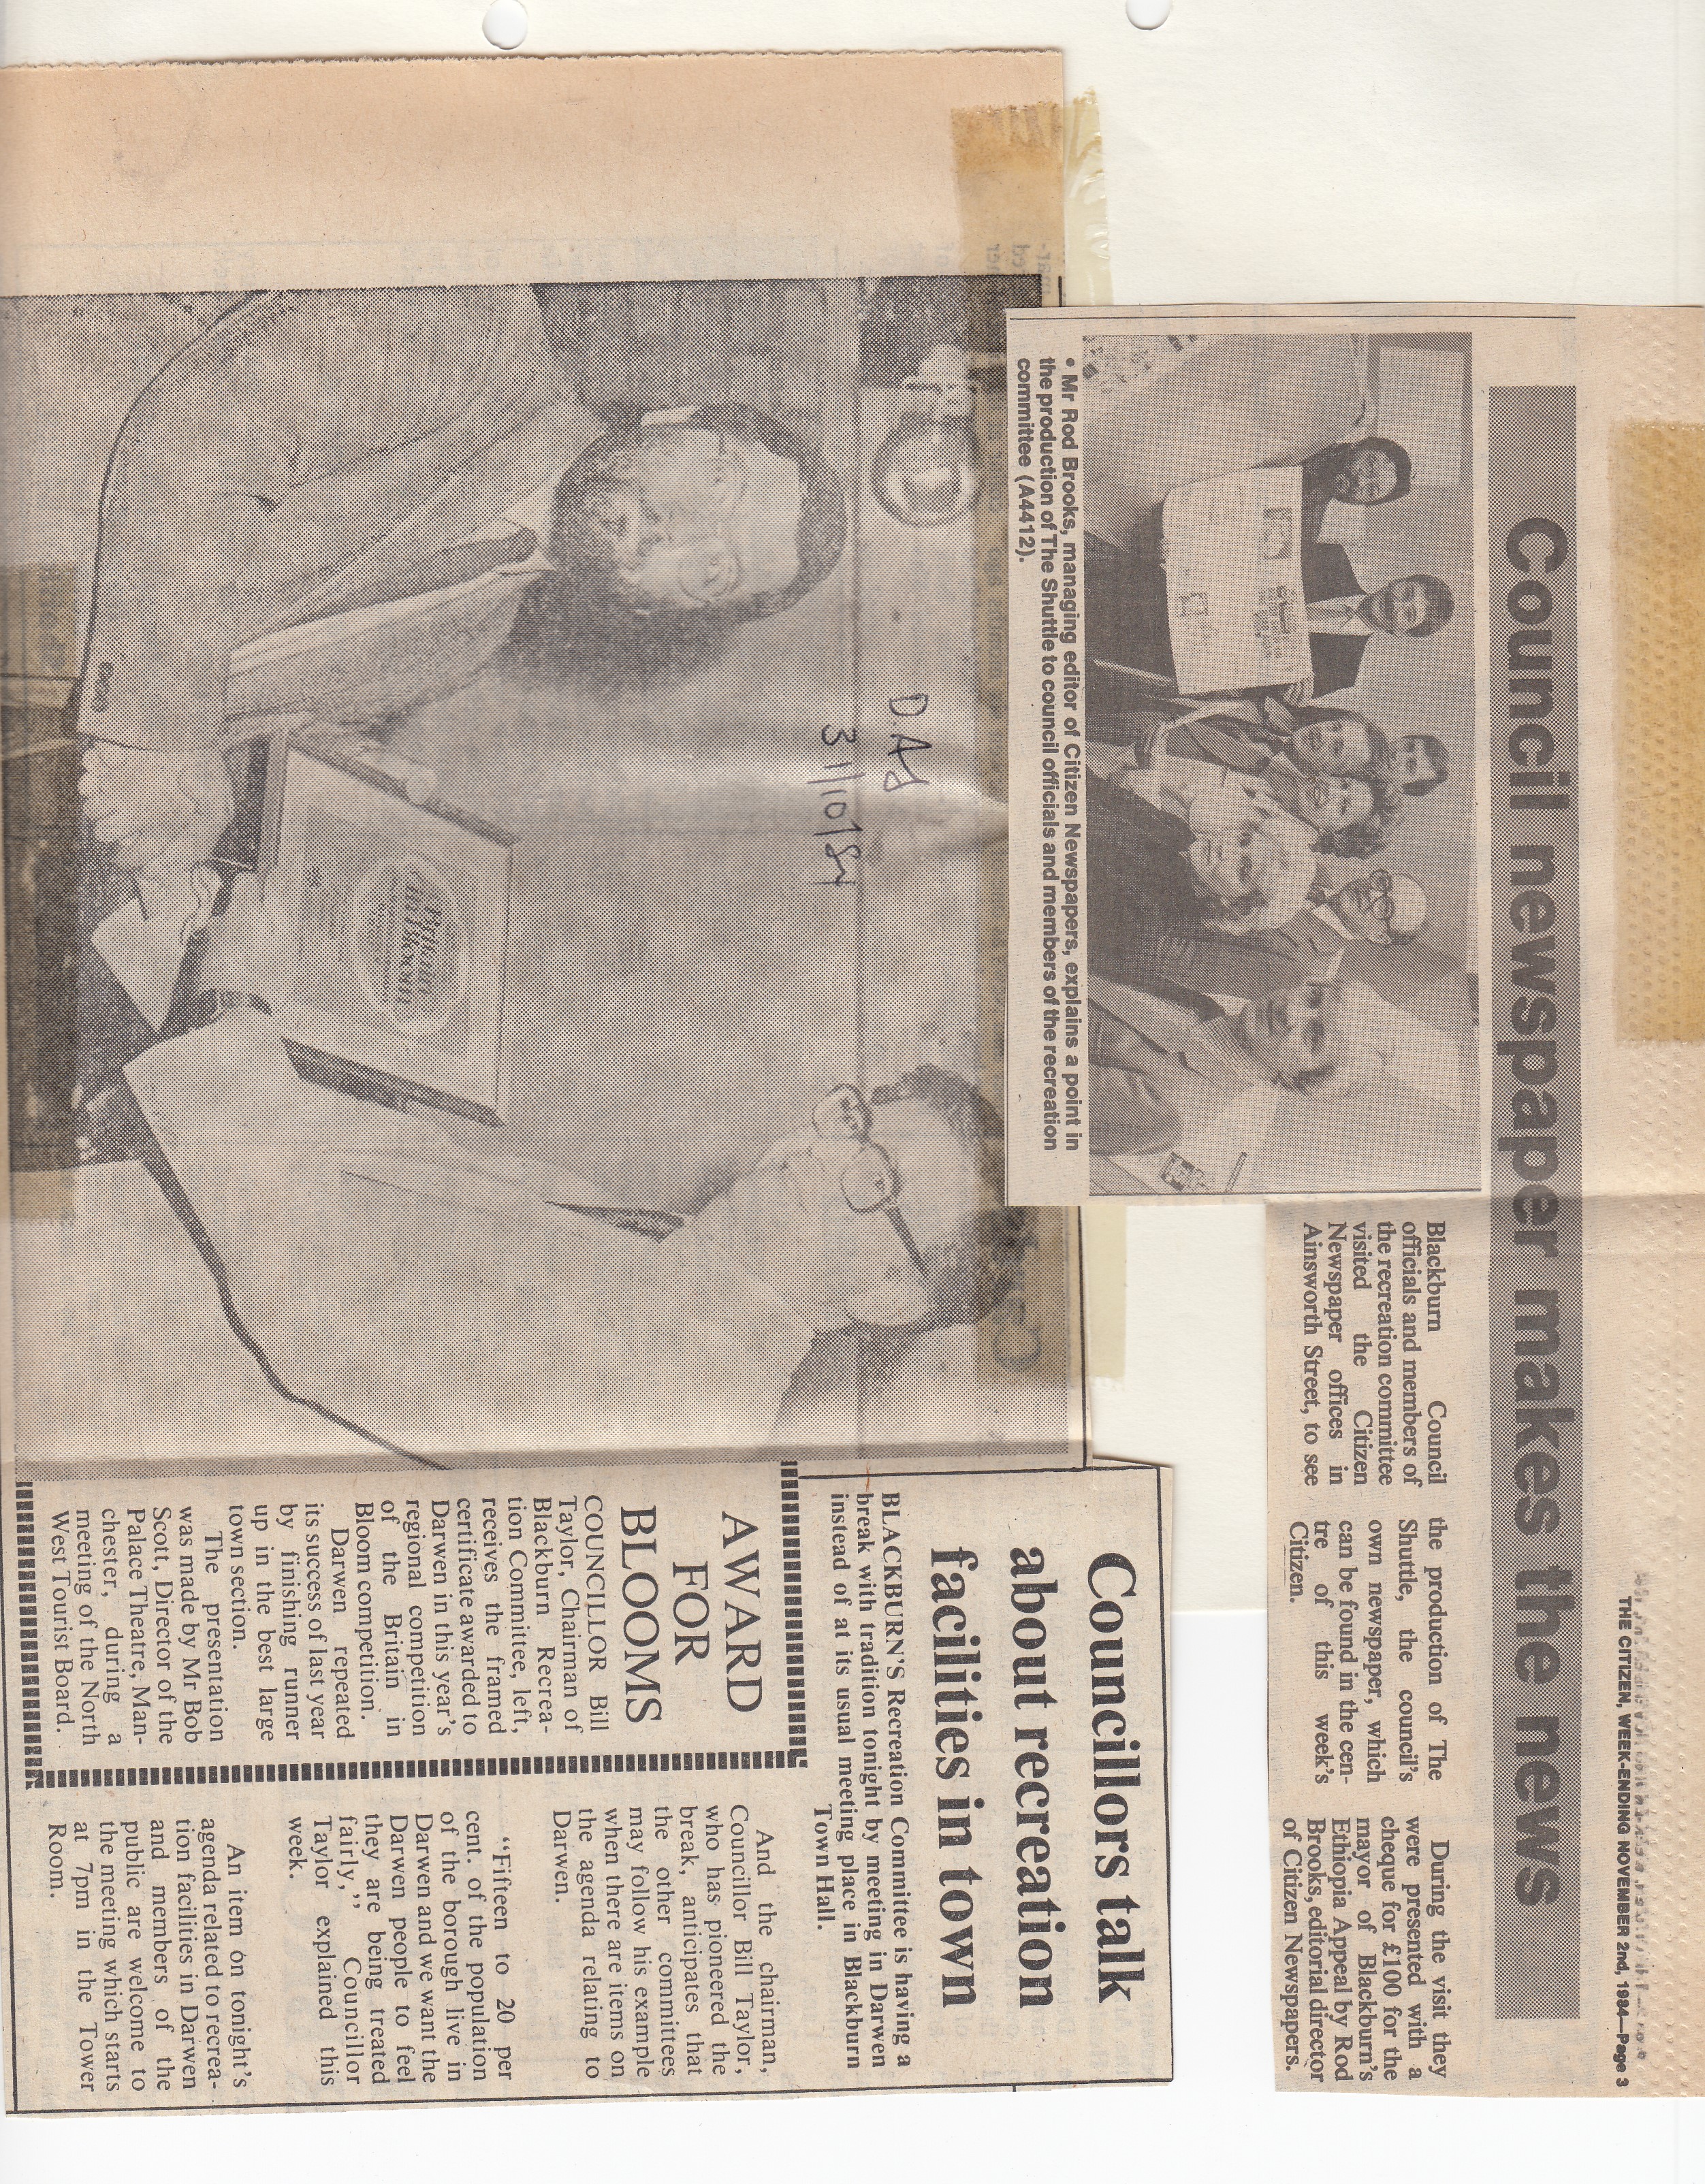 THE CITIZEN, WEEK-ENDING NOVEMBER 2nd, 1984—Page 3
Council newspaper makes the news
• Mr Rod Brooks, managing editor of Citizen Newspapers, explains a point in
the production of The Shuttle to council officials and members of the recreation
committee (A4412).
Blackburn Council
officials and members of
the recreation committee
visited the Citizen
Newspaper offices in
Ainsworth Street, to see
the production of The
Shuttle, the council's
own newspaper, which
can be found in the cen-
tre of this week's
Citizen.
During the visit they
were presented with a
cheque for £100 for the
mayor of Blackburn's
Ethiopia Appeal by Rod
Brooks, editorial director
of Citizen Newspapers.
D.Ad
31/10/84
Britain
in Bloom
Councillors talk
about recreation
facilities in town
BLACKBURN'S Recreation Committee is having a
break with tradition tonight by meeting in Darwen
instead of at its usual meeting place in Blackburn
Town Hall.
AWARD
FOR
BLOOMS
COUNCILLOR Bill
Taylor, Chairman of
Blackburn Recrea-
tion Committee, left,
receives the framed
certificate awarded to
Darwen in this year's
regional competition
of the Britain in
Bloom competition.
Darwen repeated
its success of last year
by finishing runner
up in the best large
town section.
The presentation
was made by Mr Bob
Scott, Director of the
Palace Theatre, Man-
chester, during a
meeting of the North
West Tourist Board.
And the chairman,
Councillor Bill Taylor,
who has pioneered the
break, anticipates that
the other committees
may follow his example
when there are items on
the agenda relating to
Darwen.
"Fifteen to 20 per
cent. of the population
of the borough live in
Darwen and we want the
Darwen people to feel
they are being treated
fairly," Councillor
Taylor explained this
week.
An item on tonight's
agenda related to recrea-
tion facilities in Darwen
and members of the
public are welcome to
the meeting which starts
at 7pm in the Tower
Room.